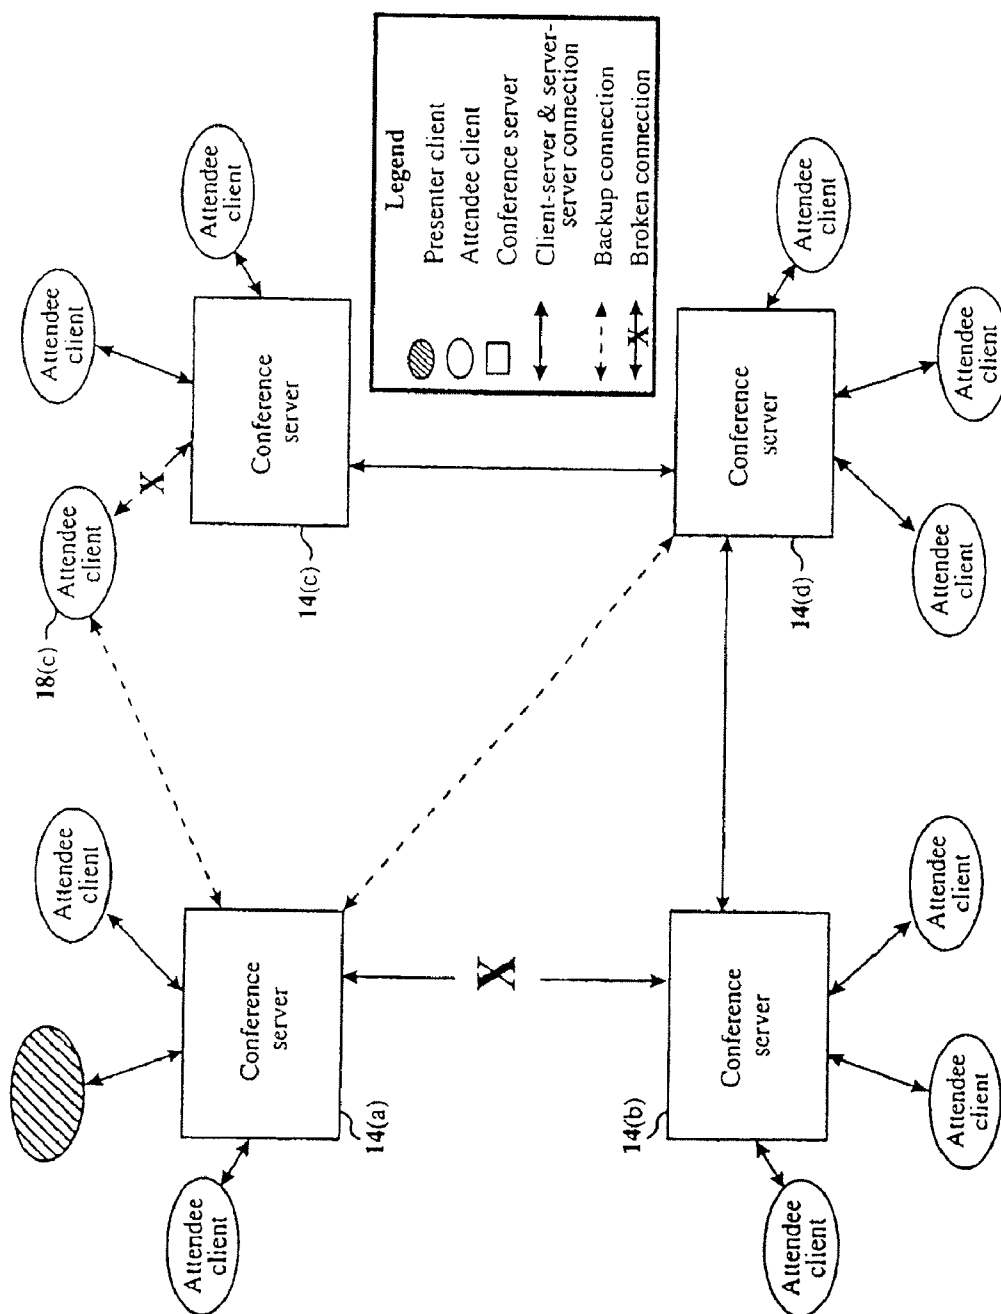 Attendee
client
Attendee
client
Attendee
client
18(c)
X
Conference
server
14(c)
Attendee
client
Conference
server
14(a)
Attendee
client
X
Attendee
client
Conference
server
14(b)
Attendee
client
Attendee
client
Conference
server
14(d)
Attendee
client
Attendee
client
Attendee
client
Attendee
client
Legend
Presenter client
Attendee client
Conference server
Client-server & server-
server connection
Backup connection
X
Broken connection